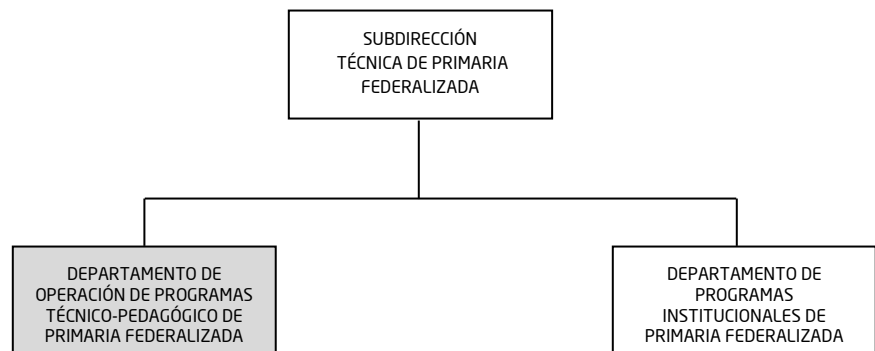 SUBDIRECCIÓN
TÉCNICA DE PRIMARIA
FEDERALIZADA
DEPARTAMENTO DE
OPERACIÓN DE PROGRAMAS
TÉCNICO-PEDAGÓGICO DE
PRIMARIA FEDERALIZADA
DEPARTAMENTO DE
PROGRAMAS
INSTITUCIONALES DE
PRIMARIA FEDERALIZADA